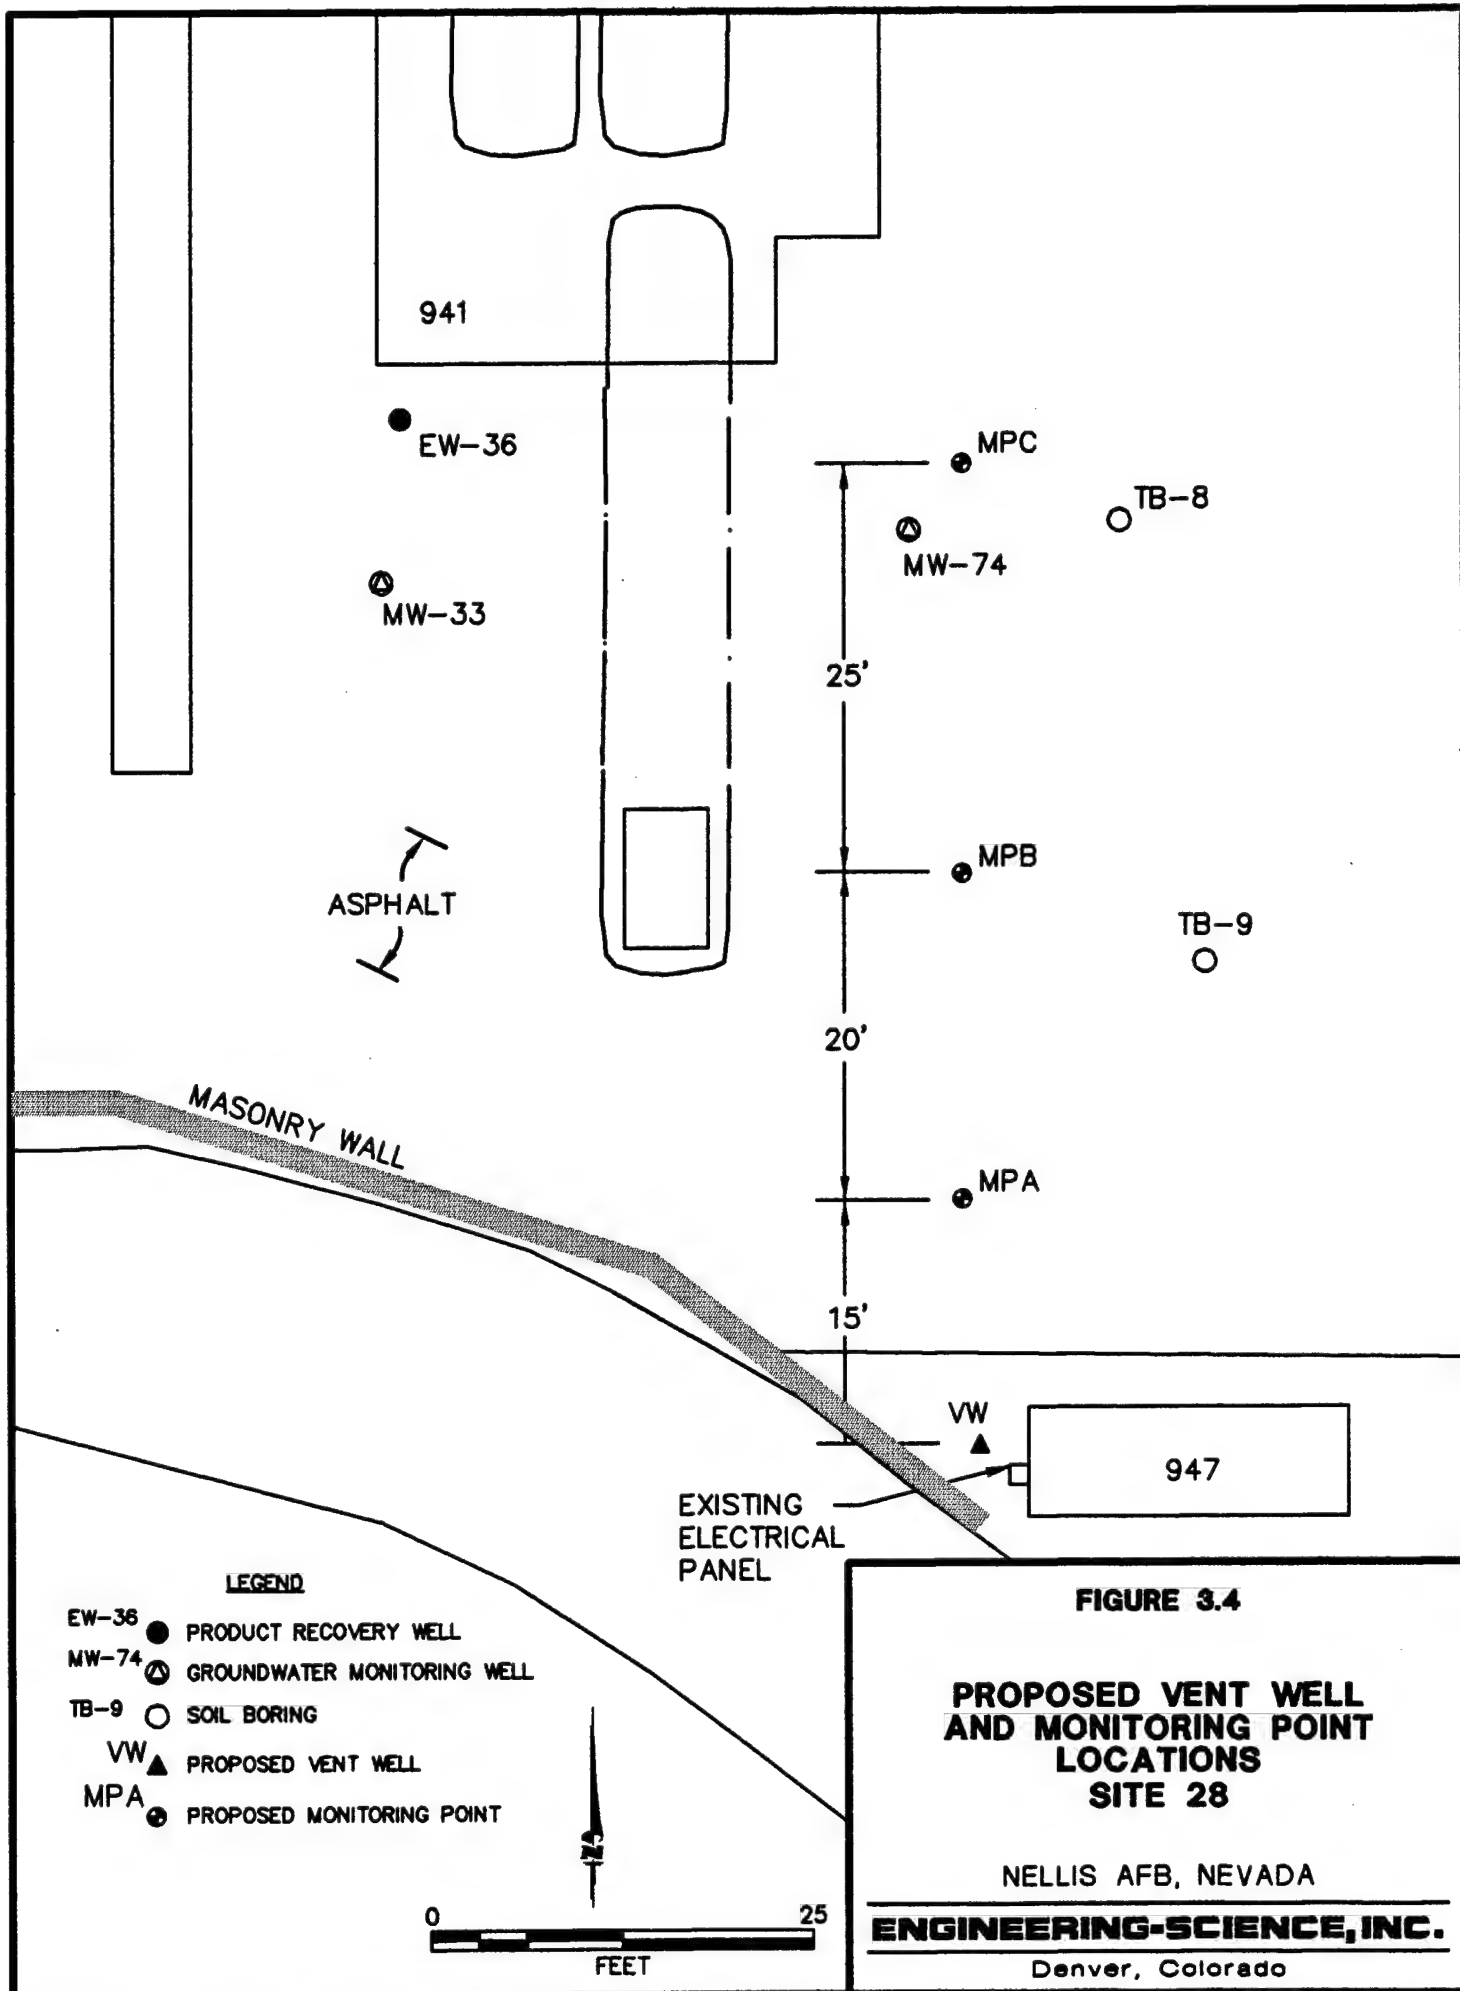 941
EW-36
MPC
TB-8
MW-74
MW-33
25'
MPB
ASPHALT
TB-9
20'
MASONRY WALL
MPA
15'
VW
947
EXISTING
ELECTRICAL
PANEL
LEGEND
EW-36 PRODUCT RECOVERY WELL
MW-74 GROUNDWATER MONITORING WELL
TB-9 SOIL BORING
VW PROPOSED VENT WELL
MPA PROPOSED MONITORING POINT
N
0 25
FEET
FIGURE 3.4
PROPOSED VENT WELL
AND MONITORING POINT
LOCATIONS
SITE 28
NELLIS AFB, NEVADA
ENGINEERING-SCIENCE, INC.
Denver, Colorado